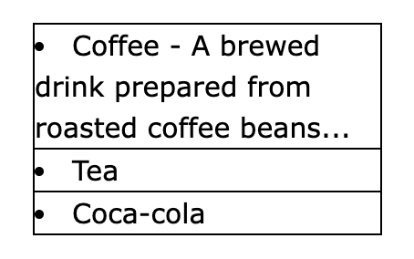 • Coffee - A brewed
drink prepared from
roasted coffee beans...
• Tea
• Coca-cola